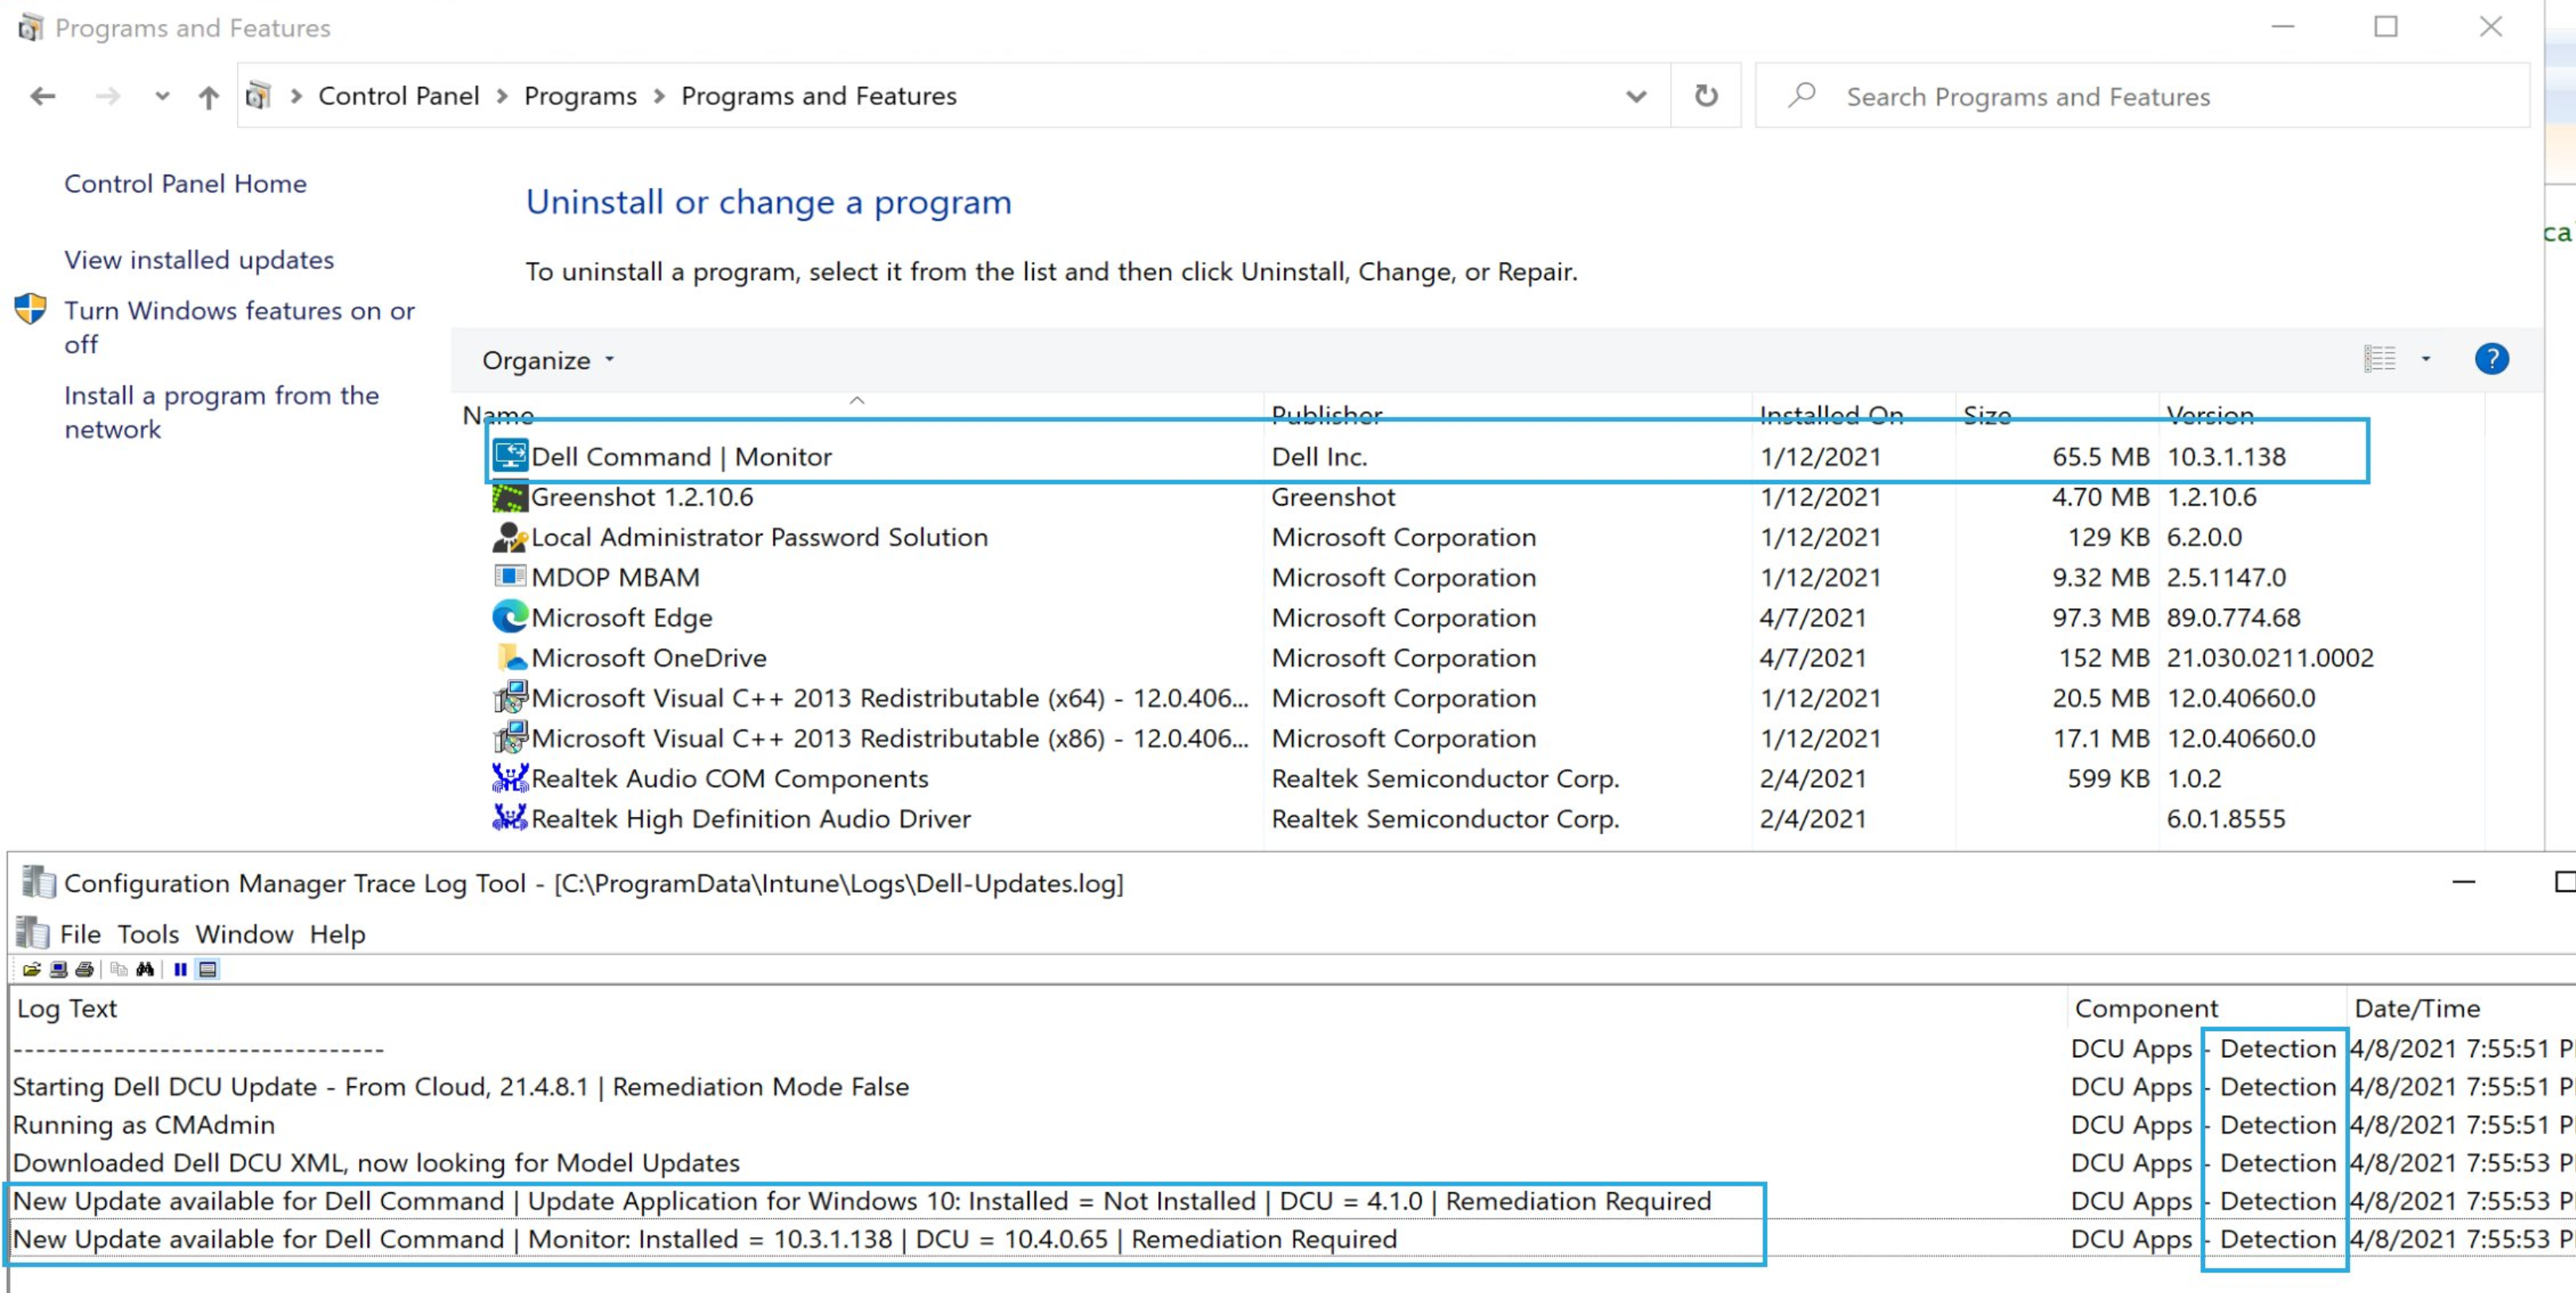 Programs and Features
Control Panel > Programs > Programs and Features
Search Programs and Features
Control Panel Home
View installed updates
Turn Windows features on or
off
Install a program from the
network
Uninstall or change a program
To uninstall a program, select it from the list and then click Uninstall, Change, or Repair.
Organize
Name Publisher Installed On Size Version
Dell Command | Monitor Dell Inc. 1/12/2021 65.5 MB 10.3.1.138
Greenshot 1.2.10.6 Greenshot 1/12/2021 4.70 MB 1.2.10.6
Local Administrator Password Solution Microsoft Corporation 1/12/2021 129 KB 6.2.0.0
MDOP MBAM Microsoft Corporation 1/12/2021 9.32 MB 2.5.1147.0
Microsoft Edge Microsoft Corporation 4/7/2021 97.3 MB 89.0.774.68
Microsoft OneDrive Microsoft Corporation 4/7/2021 152 MB 21.030.0211.0002
Microsoft Visual C++ 2013 Redistributable (x64) - 12.0.406... Microsoft Corporation 1/12/2021 20.5 MB 12.0.40660.0
Microsoft Visual C++ 2013 Redistributable (x86) - 12.0.406... Microsoft Corporation 1/12/2021 17.1 MB 12.0.40660.0
Realtek Audio COM Components Realtek Semiconductor Corp. 2/4/2021 599 KB 1.0.2
Realtek High Definition Audio Driver Realtek Semiconductor Corp. 2/4/2021 6.0.1.8555
ca
Configuration Manager Trace Log Tool - [C:\ProgramData\Intune\Logs\Dell-Updates.log]
File Tools Window Help
Log Text Component Date/Time
--------------------------------- DCU Apps - Detection 4/8/2021 7:55:51 P
Starting Dell DCU Update - From Cloud, 21.4.8.1 | Remediation Mode False DCU Apps - Detection 4/8/2021 7:55:51 P
Running as CMAdmin DCU Apps - Detection 4/8/2021 7:55:51 P
Downloaded Dell DCU XML, now looking for Model Updates DCU Apps - Detection 4/8/2021 7:55:53 P
New Update available for Dell Command | Update Application for Windows 10: Installed = Not Installed | DCU = 4.1.0 | Remediation Required DCU Apps - Detection 4/8/2021 7:55:53 P
New Update available for Dell Command | Monitor: Installed = 10.3.1.138 | DCU = 10.4.0.65 | Remediation Required DCU Apps - Detection 4/8/2021 7:55:53 P